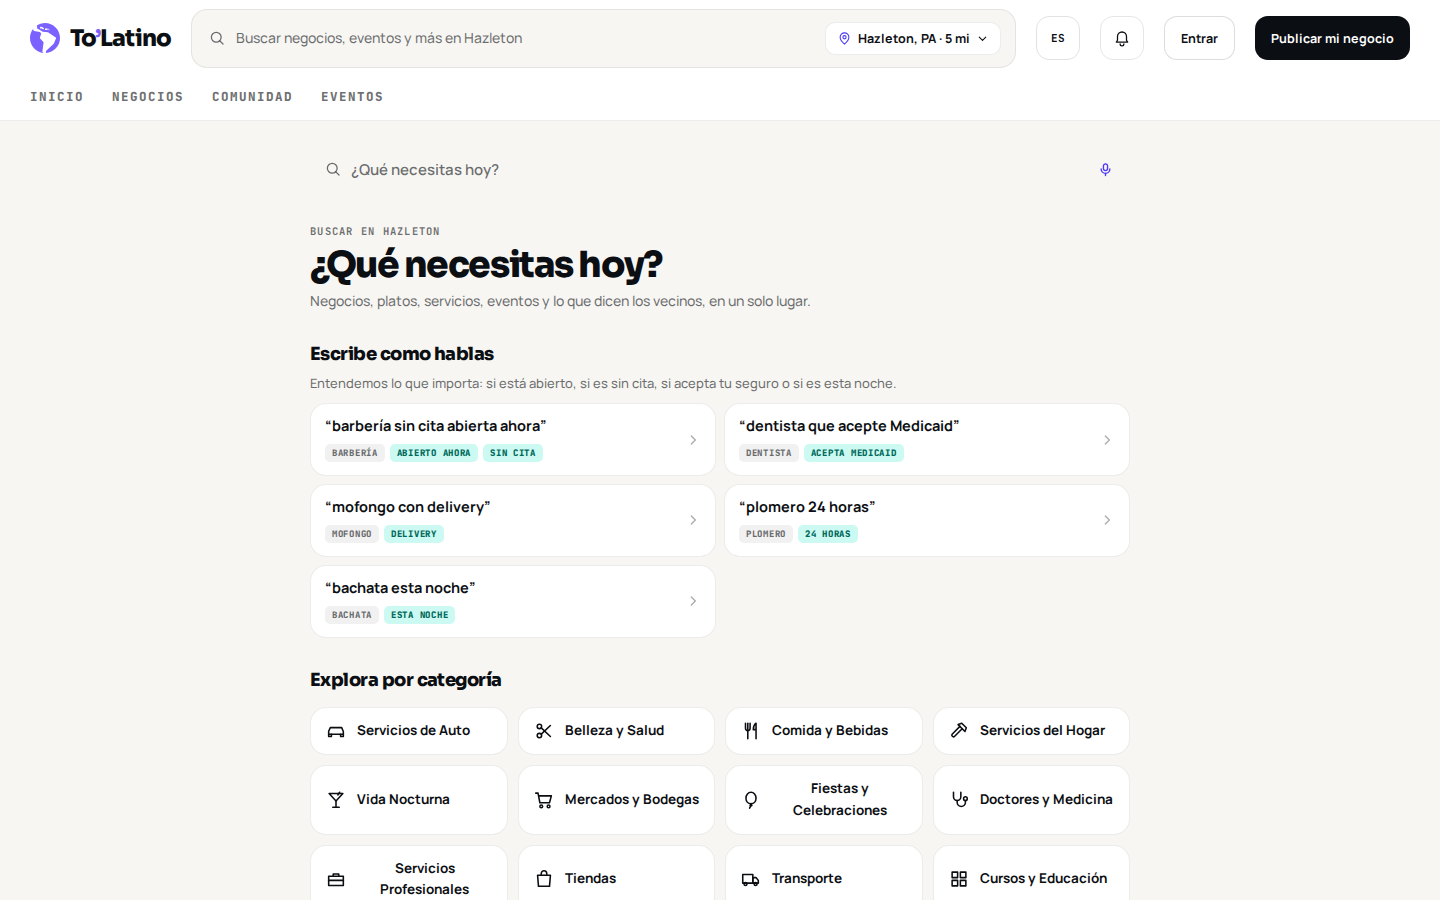 To'Latino
Buscar negocios, eventos y más en Hazleton
Hazleton, PA · 5 mi
ES
Entrar
Publicar mi negocio
INICIO
NEGOCIOS
COMUNIDAD
EVENTOS
¿Qué necesitas hoy?
BUSCAR EN HAZLETON
¿Qué necesitas hoy?
Negocios, platos, servicios, eventos y lo que dicen los vecinos, en un solo lugar.
Escribe como hablas
Entendemos lo que importa: si está abierto, si es sin cita, si acepta tu seguro o si es esta noche.
“barbería sin cita abierta ahora”
BARBERÍA ABIERTO AHORA SIN CITA
“dentista que acepte Medicaid”
DENTISTA ACEPTA MEDICAID
“mofongo con delivery”
MOFONGO DELIVERY
“plomero 24 horas”
PLOMERO 24 HORAS
“bachata esta noche”
BACHATA ESTA NOCHE
Explora por categoría
Servicios de Auto
Belleza y Salud
Comida y Bebidas
Servicios del Hogar
Vida Nocturna
Mercados y Bodegas
Fiestas y
Celebraciones
Doctores y Medicina
Servicios
Profesionales
Tiendas
Transporte
Cursos y Educación